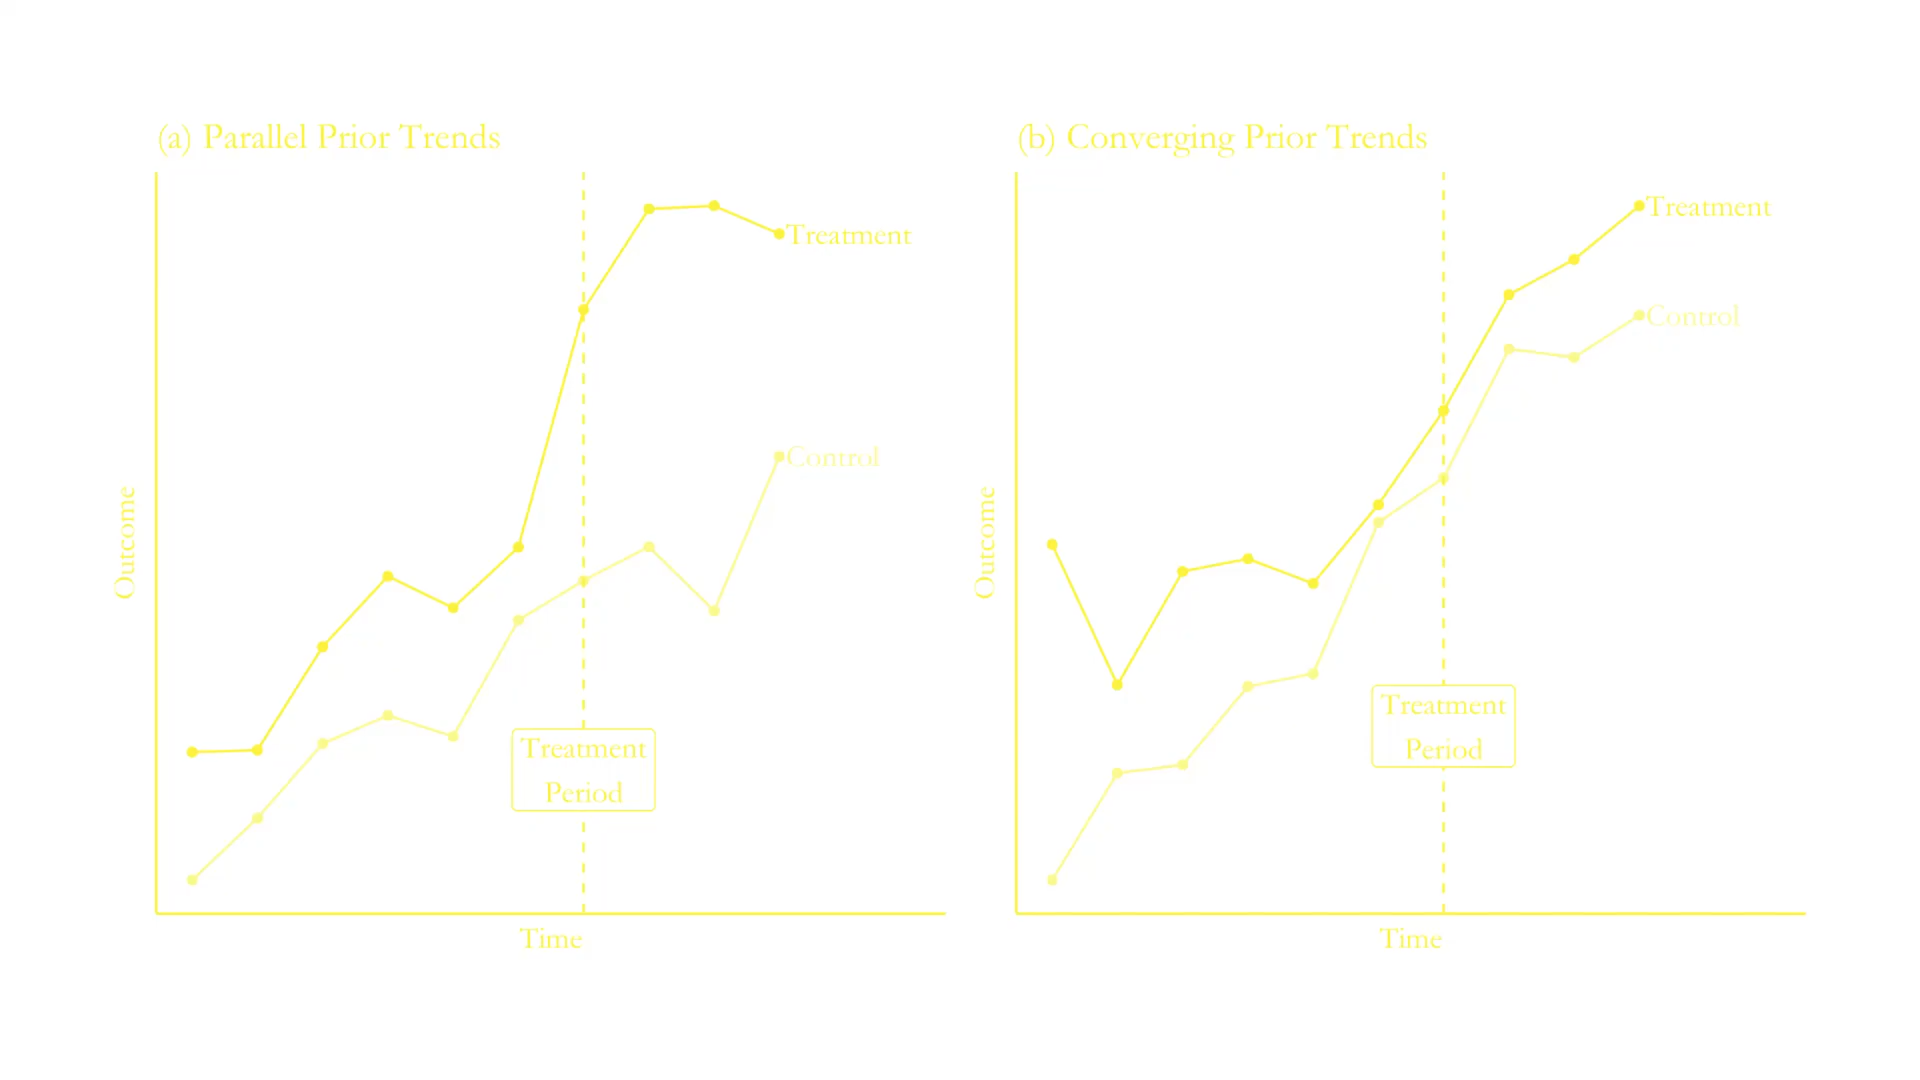 (a) Parallel Prior Trends
Treatment
Control
Outcome
Treatment
Period
Time
(b) Converging Prior Trends
Treatment
Control
Outcome
Treatment
Period
Time